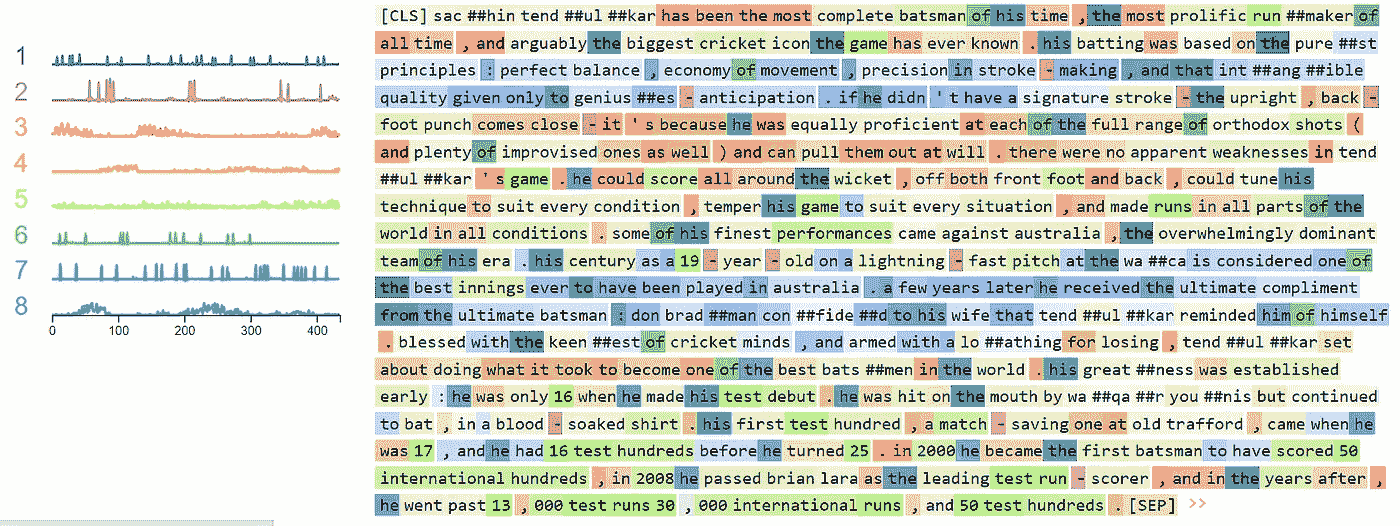 1
2
3
4
5
6
7
8
0 100 200 300 400
[CLS] sac ##hin tend ##ul ##kar has been the most complete batsman of his time , the most prolific run ##maker of
all time , and arguably the biggest cricket icon the game has ever known . his batting was based on the pure ##st
principles : perfect balance , economy of movement , precision in stroke - making , and that int ##ang ##ible
quality given only to genius ##es - anticipation . if he didn ' t have a signature stroke - the upright , back -
foot punch comes close - it ' s because he was equally proficient at each of the full range of orthodox shots (
and plenty of improvised ones as well ) and can pull them out at will . there were no apparent weaknesses in tend
##ul ##kar ' s game . he could score all around the wicket , off both front foot and back , could tune his
technique to suit every condition , temper his game to suit every situation , and made runs in all parts of the
world in all conditions . some of his finest performances came against australia , the overwhelmingly dominant
team of his era . his century as a 19 - year - old on a lightning - fast pitch at the wa ##ca is considered one of
the best innings ever to have been played in australia . a few years later he received the ultimate compliment
from the ultimate batsman : don brad ##man con ##fide ##d to his wife that tend ##ul ##kar reminded him of himself
. blessed with the keen ##est of cricket minds , and armed with a lo ##athing for losing , tend ##ul ##kar set
about doing what it took to become one of the best bats ##men in the world . his great ##ness was established
early : he was only 16 when he made his test debut . he was hit on the mouth by wa ##qa ##r you ##nis but continued
to bat , in a blood - soaked shirt . his first test hundred , a match - saving one at old trafford , came when he
was 17 , and he had 16 test hundreds before he turned 25 . in 2000 he became the first batsman to have scored 50
international hundreds , in 2008 he passed brian lara as the leading test run - scorer , and in the years after ,
he went past 13 , 000 test runs 30 , 000 international runs , and 50 test hundreds . [SEP] >>